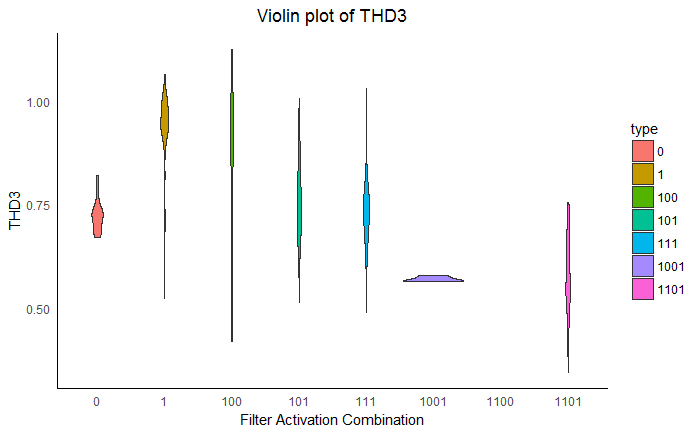 Violin plot of THD3
THD3
1.00
0.75
0.50
0 1 100 101 111 1001 1100 1101
Filter Activation Combination
type
0
1
100
101
111
1001
1101